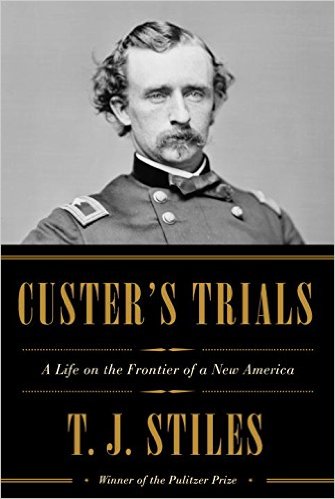 CUSTER'S TRIALS
A Life on the Frontier of a New America
T. J. STILES
Winner of the Pulitzer Prize